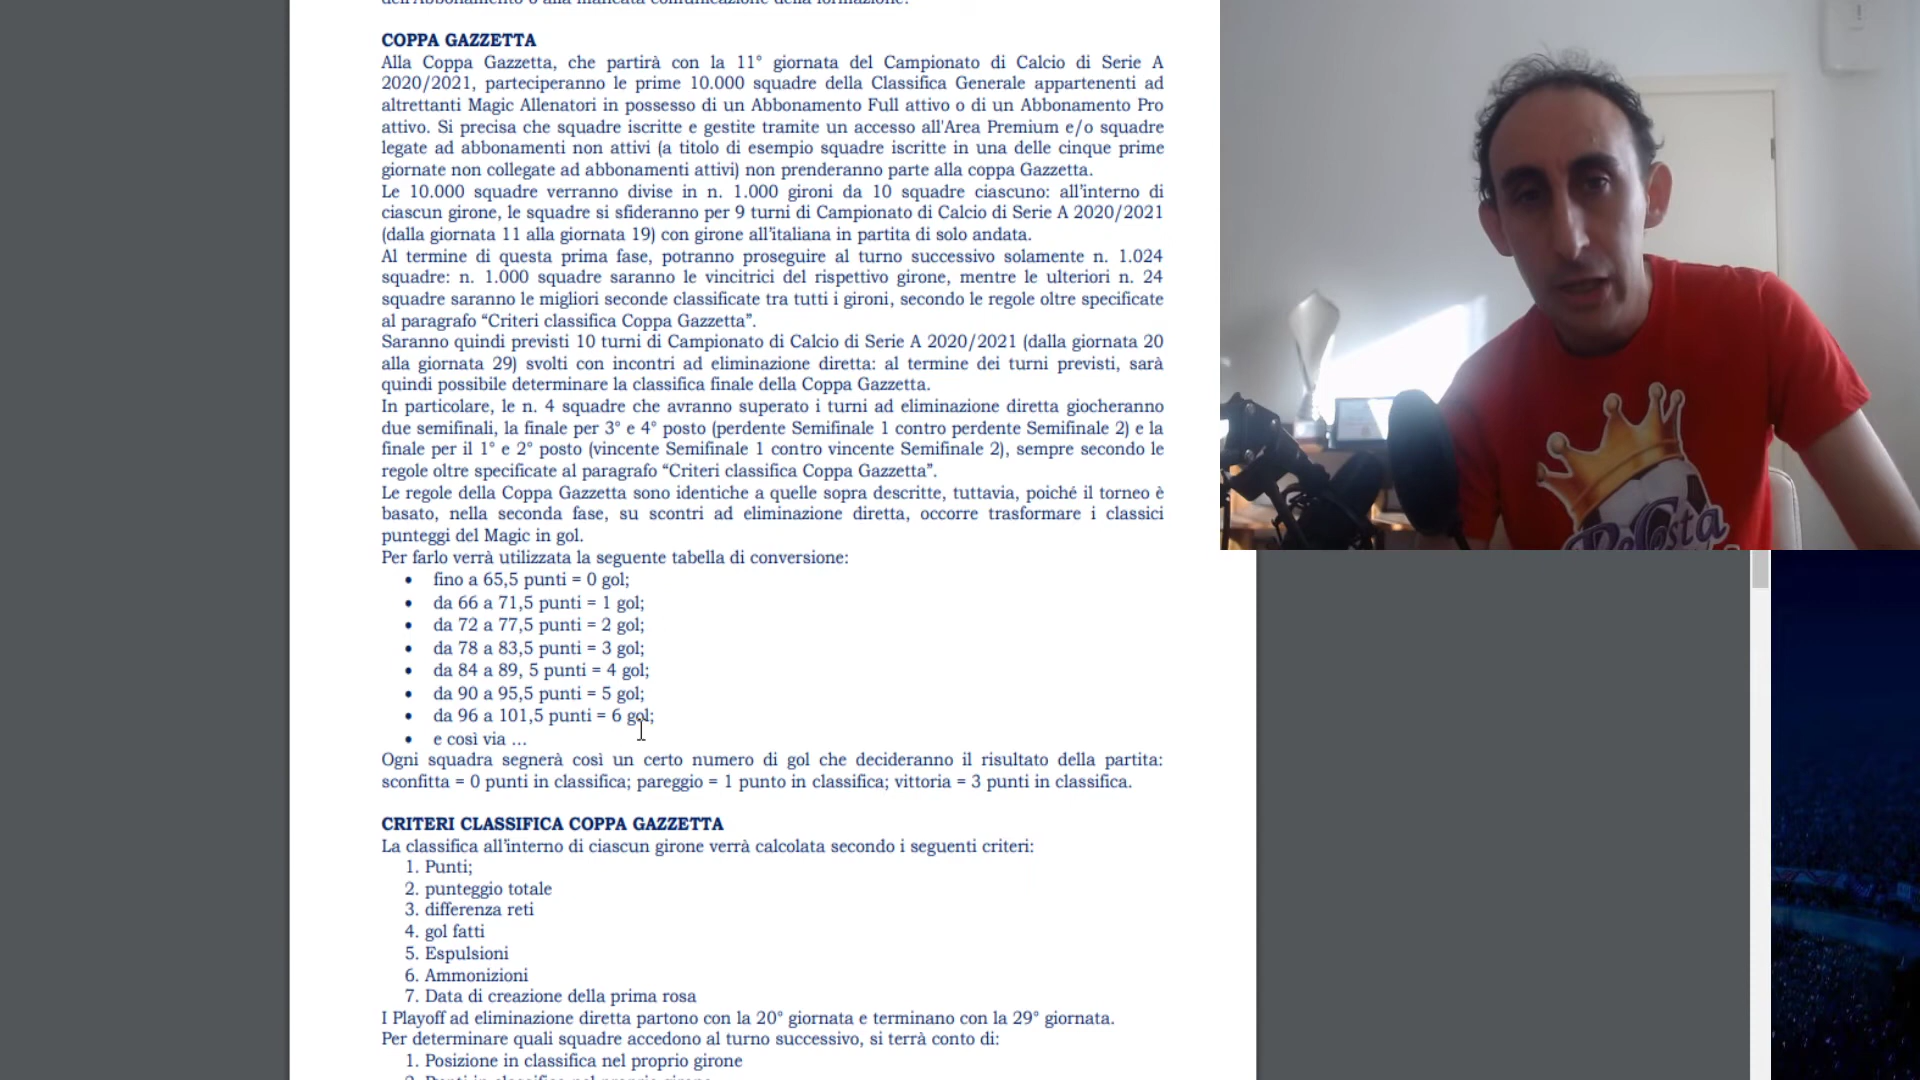 COPPA GAZZETTA
Alla Coppa Gazzetta, che partirà con la 11° giornata del Campionato di Calcio di Serie A
2020/2021, parteciperanno le prime 10.000 squadre della Classifica Generale appartenenti ad
altrettanti Magic Allenatori in possesso di un Abbonamento Full attivo o di un Abbonamento Pro
attivo. Si precisa che squadre iscritte e gestite tramite un accesso all'Area Premium e/o squadre
legate ad abbonamenti non attivi (a titolo di esempio squadre iscritte in una delle cinque prime
giornate non collegate ad abbonamenti attivi) non prenderanno parte alla coppa Gazzetta.
Le 10.000 squadre verranno divise in n. 1.000 gironi da 10 squadre ciascuno: all'interno di
ciascun girone, le squadre si sfideranno per 9 turni di Campionato di Calcio di Serie A 2020/2021
(dalla giornata 11 alla giornata 19) con girone all'italiana in partita di solo andata.
Al termine di questa prima fase, potranno proseguire al turno successivo solamente n. 1.024
squadre: n. 1.000 squadre saranno le vincitrici del rispettivo girone, mentre le ulteriori n. 24
squadre saranno le migliori seconde classificate tra tutti i gironi, secondo le regole oltre specificate
al paragrafo “Criteri classifica Coppa Gazzetta”.
Saranno quindi previsti 10 turni di Campionato di Calcio di Serie A 2020/2021 (dalla giornata 20
alla giornata 29) svolti con incontri ad eliminazione diretta: al termine dei turni previsti, sarà
quindi possibile determinare la classifica finale della Coppa Gazzetta.
In particolare, le n. 4 squadre che avranno superato i turni ad eliminazione diretta giocheranno
due semifinali, la finale per 3° e 4° posto (perdente Semifinale 1 contro perdente Semifinale 2) e la
finale per il 1° e 2° posto (vincente Semifinale 1 contro vincente Semifinale 2), sempre secondo le
regole oltre specificate al paragrafo “Criteri classifica Coppa Gazzetta”.
Le regole della Coppa Gazzetta sono identiche a quelle sopra descritte, tuttavia, poiché il torneo è
basato, nella seconda fase, su scontri ad eliminazione diretta, occorre trasformare i classici
punteggi del Magic in gol.
Per farlo verrà utilizzata la seguente tabella di conversione:
• fino a 65,5 punti = 0 gol;
• da 66 a 71,5 punti = 1 gol;
• da 72 a 77,5 punti = 2 gol;
• da 78 a 83,5 punti = 3 gol;
• da 84 a 89, 5 punti = 4 gol;
• da 90 a 95,5 punti = 5 gol;
• da 96 a 101,5 punti = 6 gol;
• e così via ...
Ogni squadra segnerà così un certo numero di gol che decideranno il risultato della partita:
sconfitta = 0 punti in classifica; pareggio = 1 punto in classifica; vittoria = 3 punti in classifica.
CRITERI CLASSIFICA COPPA GAZZETTA
La classifica all'interno di ciascun girone verrà calcolata secondo i seguenti criteri:
1. Punti;
2. punteggio totale
3. differenza reti
4. gol fatti
5. Espulsioni
6. Ammonizioni
7. Data di creazione della prima rosa
I Playoff ad eliminazione diretta partono con la 20° giornata e terminano con la 29° giornata.
Per determinare quali squadre accedono al turno successivo, si terrà conto di:
1. Posizione in classifica nel proprio girone